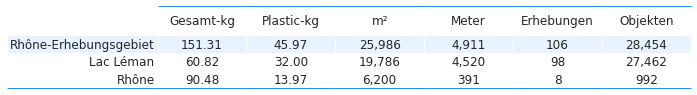 Gesamt-kg Plastic-kg m² Meter Erhebungen Objekten
Rhône-Erhebungsgebiet 151.31 45.97 25,986 4,911 106 28,454
Lac Léman 60.82 32.00 19,786 4,520 98 27,462
Rhône 90.48 13.97 6,200 391 8 992